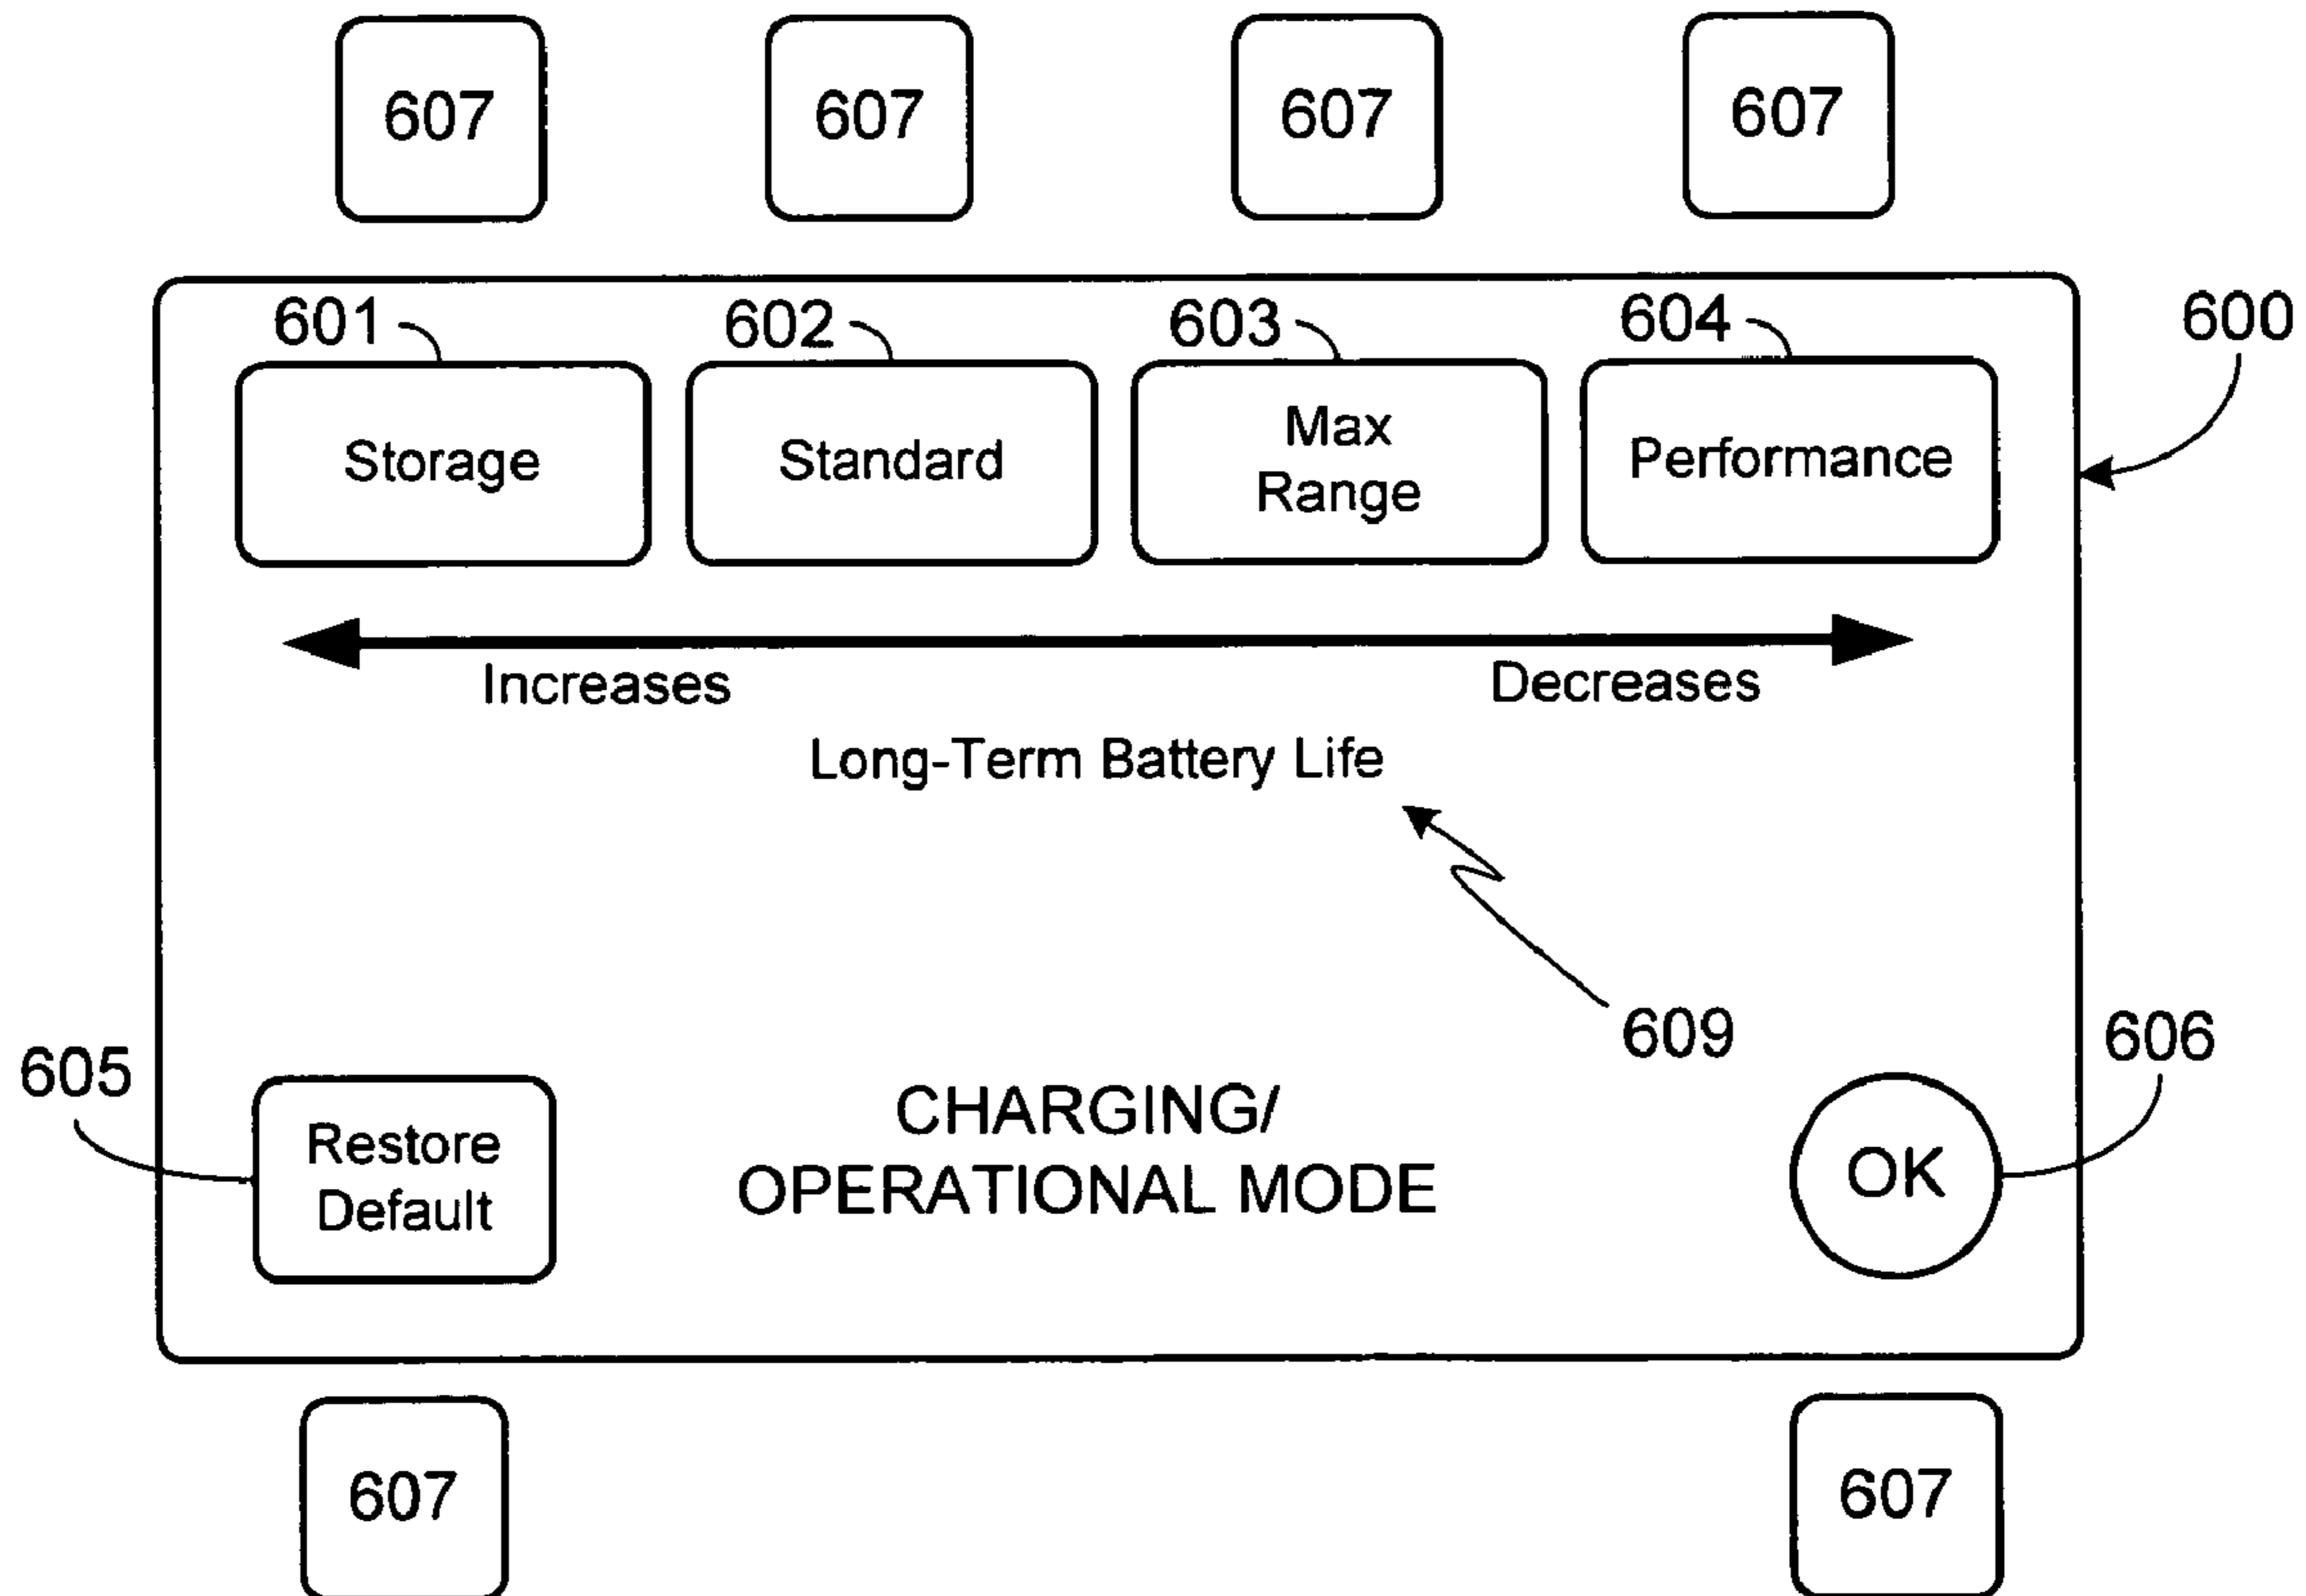 607 607 607 607
601 602 603 604 600
Storage Standard Max Range Performance
Increases Decreases
Long-Term Battery Life
609
605 606
Restore
Default
CHARGING/
OPERATIONAL MODE
OK
607 607